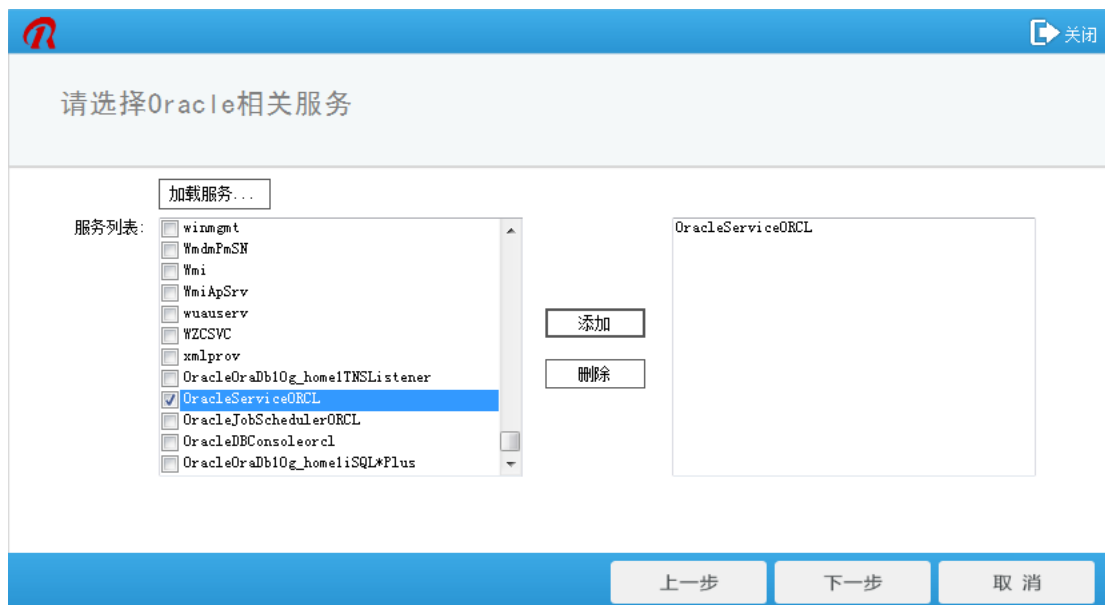 关闭
请选择Oracle相关服务
加载服务...
服务列表:
winmgmt
WmdmPmSN
Wmi
WmiApSrv
wuauserv
WZCSVC
xmlprov
OracleOraDb10g_home1TNSListener
OracleServiceORCL
OracleJobSchedulerORCL
OracleDBConsoleorcl
OracleOraDb10g_home1iSQL*Plus
添加
删除
OracleServiceORCL
上一步
下一步
取 消